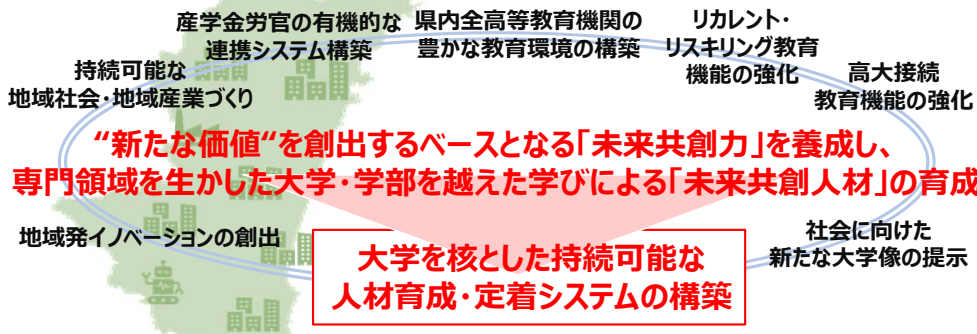 産学金労官の有機的な
連携システム構築
県内全高等教育機関の
豊かな教育環境の構築
リカレント・
リスキリング教育
機能の強化
持続可能な
地域社会・地域産業づくり
高大接続
教育機能の強化
“新たな価値“を創出するベースとなる「未来共創力」を養成し、
専門領域を生かした大学・学部を越えた学びによる「未来共創人材」の育成
地域発イノベーションの創出
社会に向けた
新たな大学像の提示
大学を核とした持続可能な
人材育成・定着システムの構築